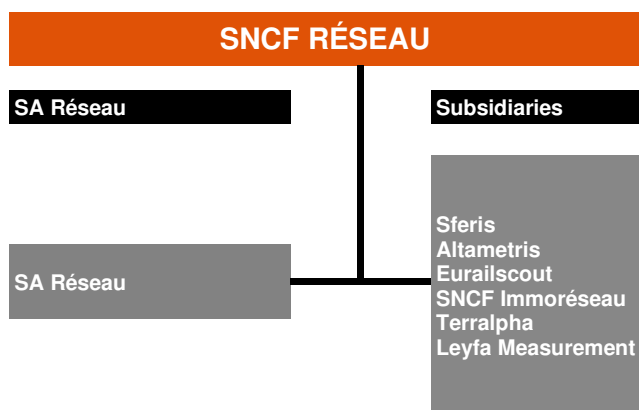 SNCF RÉSEAU
SA Réseau
Subsidiaries
SA Réseau
Sferis
Altametris
Eurailscout
SNCF Immoréseau
Terralpha
Leyfa Measurement